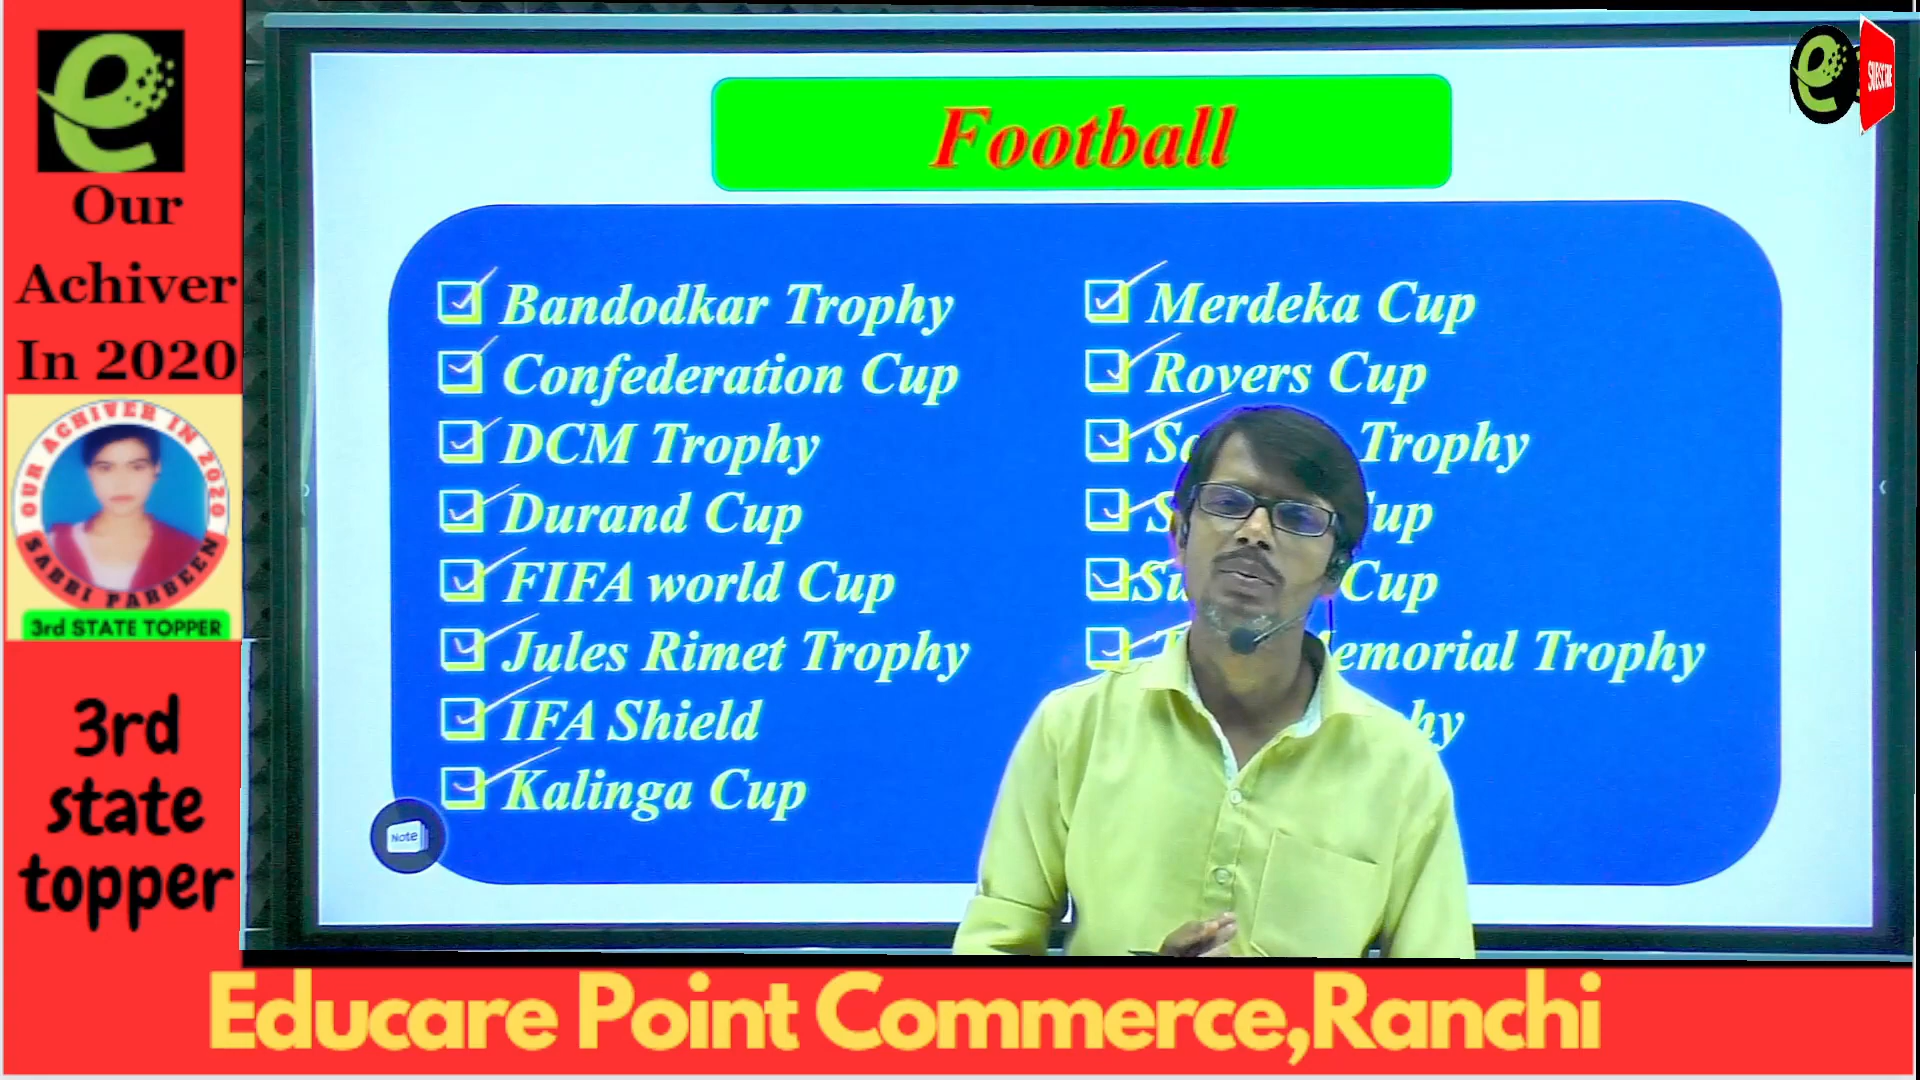 Our
Achiver
In 2020
OUR ACHIVER IN 2020
SABRI PARBEEN
3rd STATE TOPPER
3rd
state
topper
SUBSCRIBE
Football
Bandodkar Trophy
Confederation Cup
DCM Trophy
Durand Cup
FIFA world Cup
Jules Rimet Trophy
IFA Shield
Kalinga Cup
Merdeka Cup
Rovers Cup
Trophy
Cup
Memorial Trophy
Note
Educare Point Commerce,Ranchi